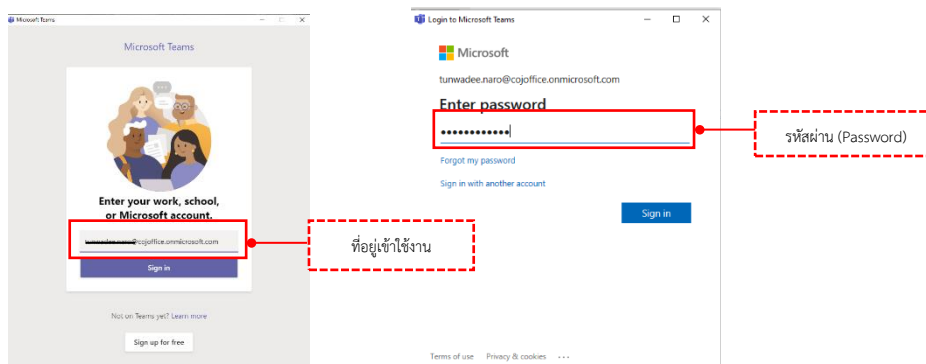 Microsoft Teams
Microsoft Teams
Enter your work, school,
or Microsoft account.
@cojoffice.onmicrosoft.com
Sign in
Not on Teams yet? Learn more
Sign up for free
ที่อยู่เข้าใช้งาน
Login to Microsoft Teams
Microsoft
tunwadee.naro@cojoffice.onmicrosoft.com
Enter password
Forgot my password
Sign in with another account
Sign in
Terms of use Privacy & cookies ...
รหัสผ่าน (Password)